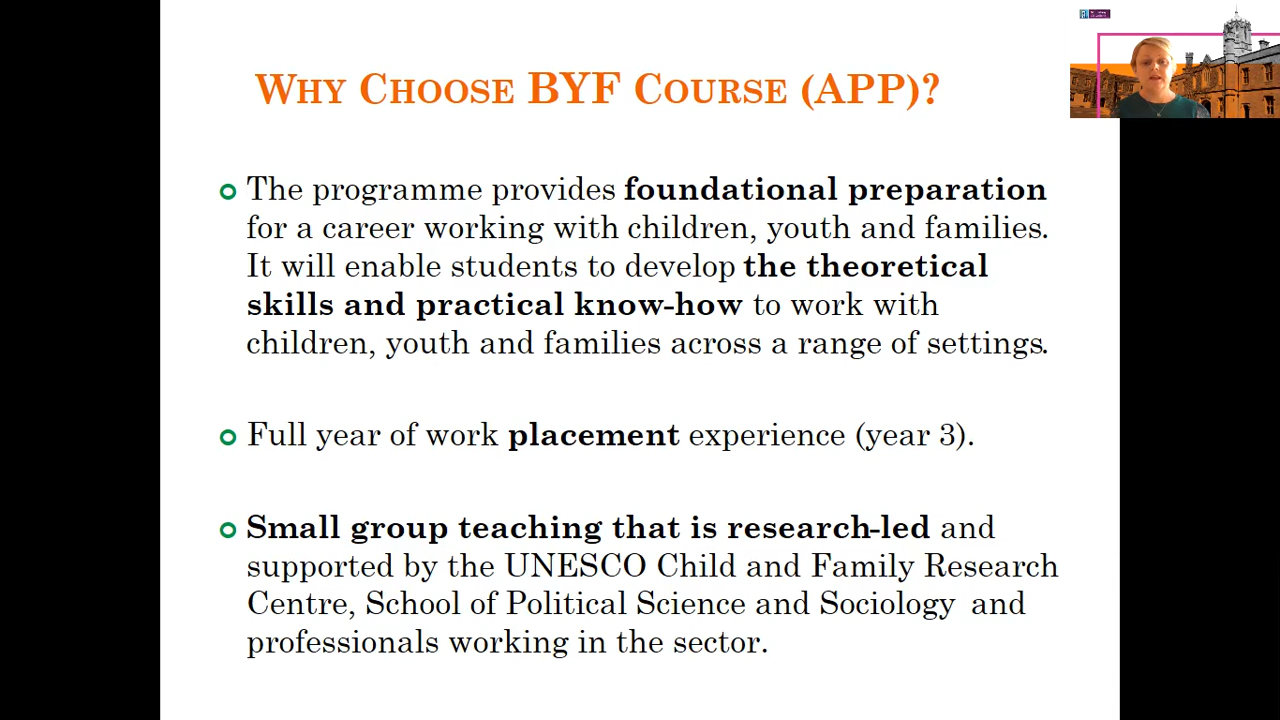 WHY CHOOSE BYF COURSE (APP)?
The programme provides foundational preparation
for a career working with children, youth and families.
It will enable students to develop the theoretical
skills and practical know-how to work with
children, youth and families across a range of settings.
Full year of work placement experience (year 3).
Small group teaching that is research-led and
supported by the UNESCO Child and Family Research
Centre, School of Political Science and Sociology and
professionals working in the sector.